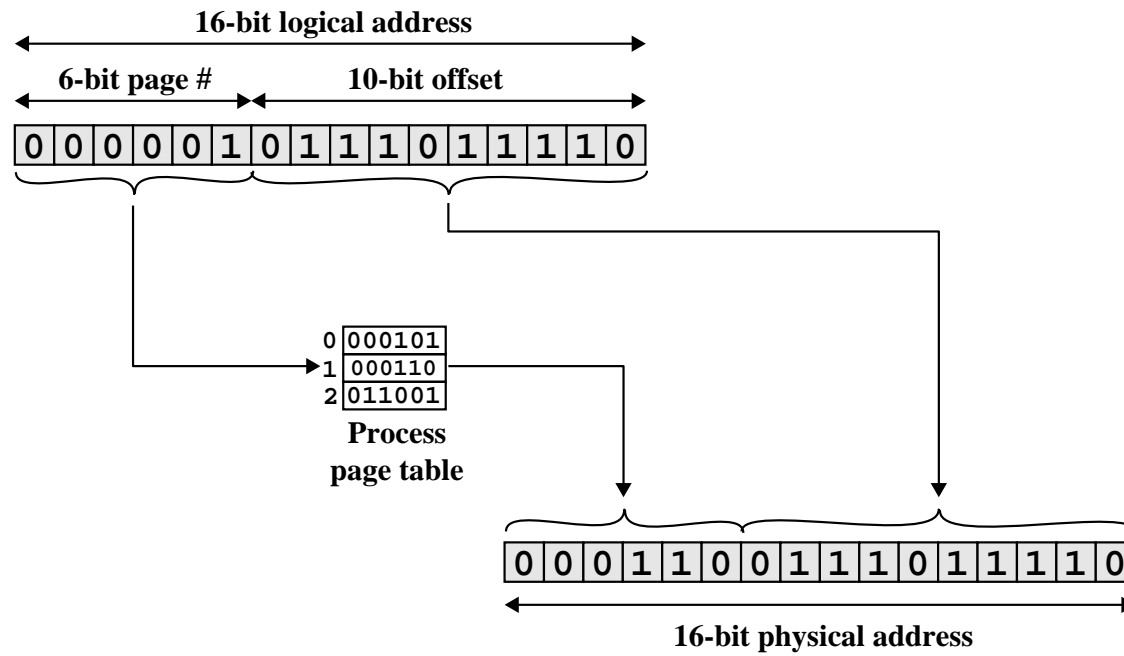 16-bit logical address
6-bit page # 10-bit offset
0 0 0 0 0 1 0 1 1 1 0 1 1 1 1 0
0 000101
1 000110
2 011001
Process
page table
0 0 0 1 1 0 0 1 1 1 0 1 1 1 1 0
16-bit physical address